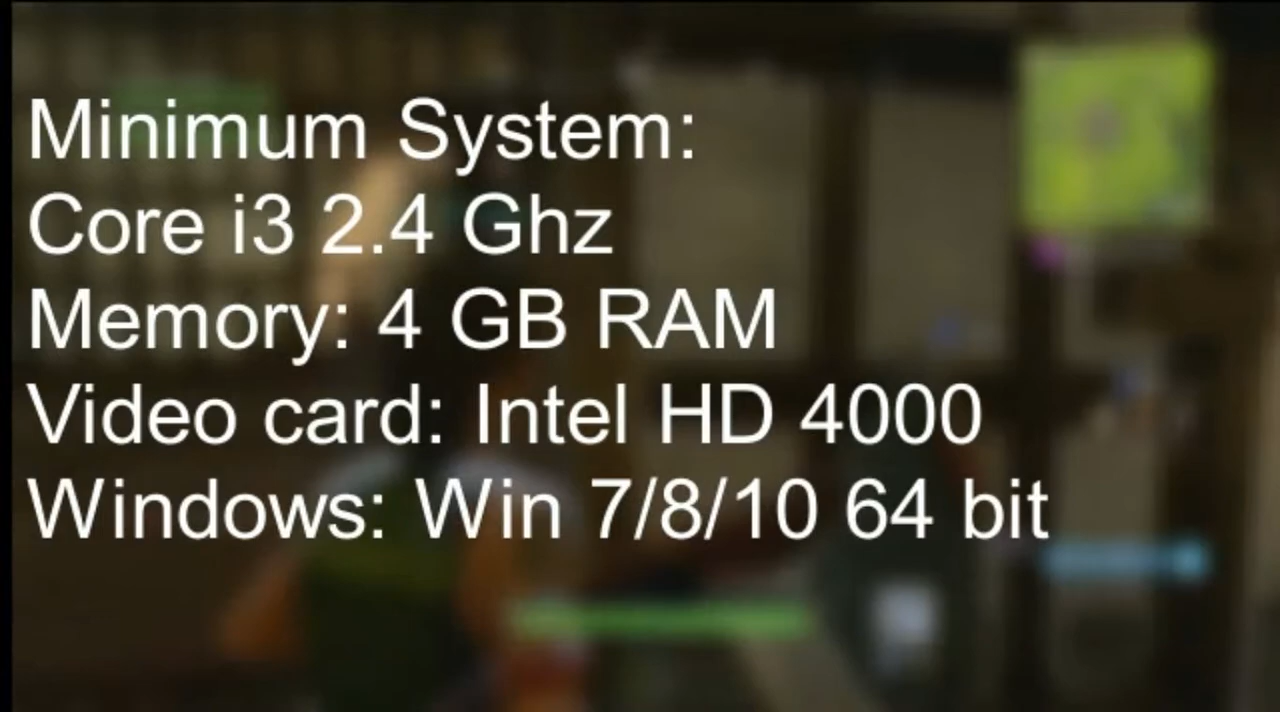 Minimum System:
Core i3 2.4 Ghz
Memory: 4 GB RAM
Video card: Intel HD 4000
Windows: Win 7/8/10 64 bit